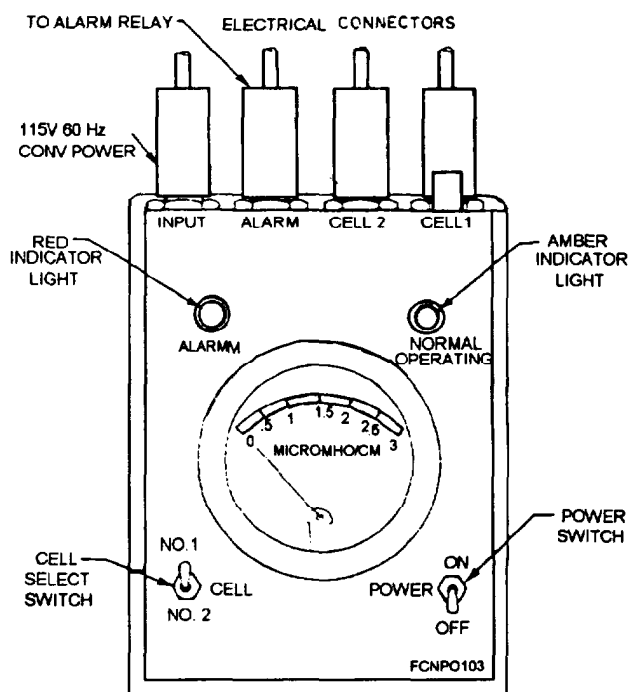 TO ALARM RELAY
ELECTRICAL CONNECTORS
115V 60 Hz
CONV POWER
INPUT
ALARM
CELL 2
CELL 1
RED
INDICATOR
LIGHT
AMBER
INDICATOR
LIGHT
ALARMM
NORMAL
OPERATING
0 .5 1 1.5 2 2.5 3
MICROMHO/CM
CELL
SELECT
SWITCH
NO.1
CELL
NO. 2
POWER
SWITCH
ON
POWER
OFF
FCNPO103